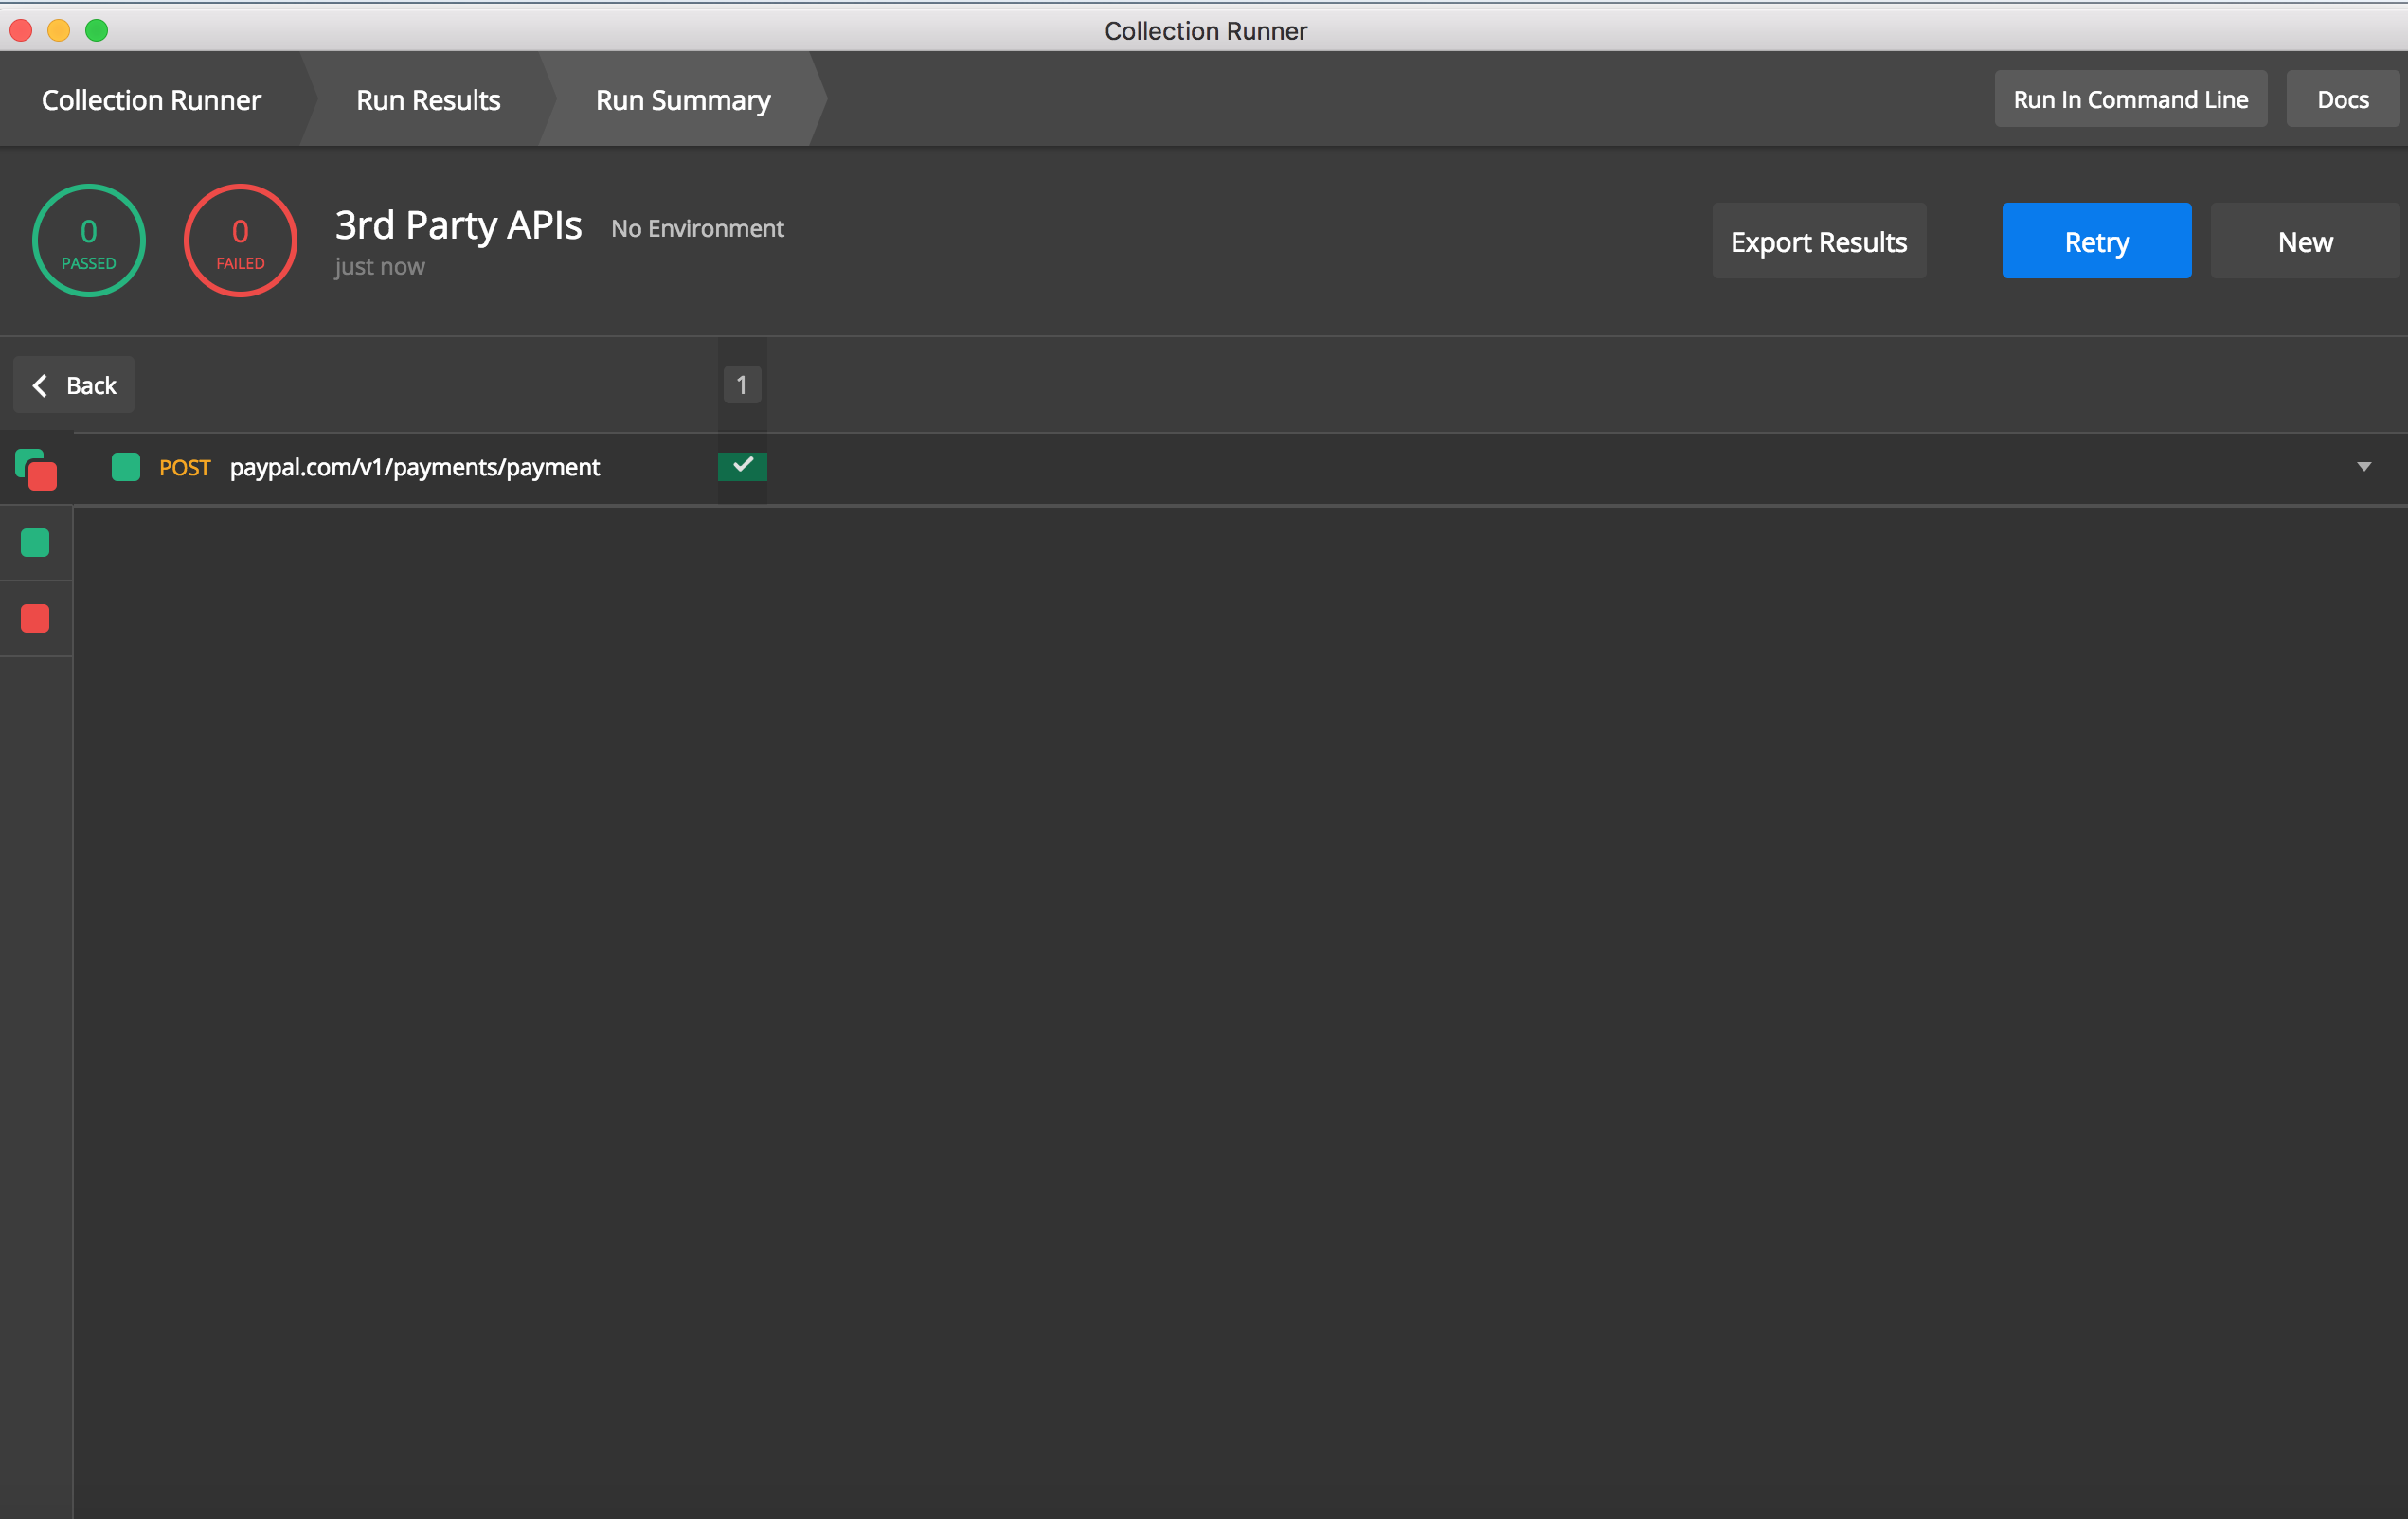 Collection Runner
Collection Runner Run Results Run Summary Run In Command Line Docs
0 PASSED
0 FAILED
3rd Party APIs No Environment
just now
Export Results Retry New
Back 1
POST paypal.com/v1/payments/payment